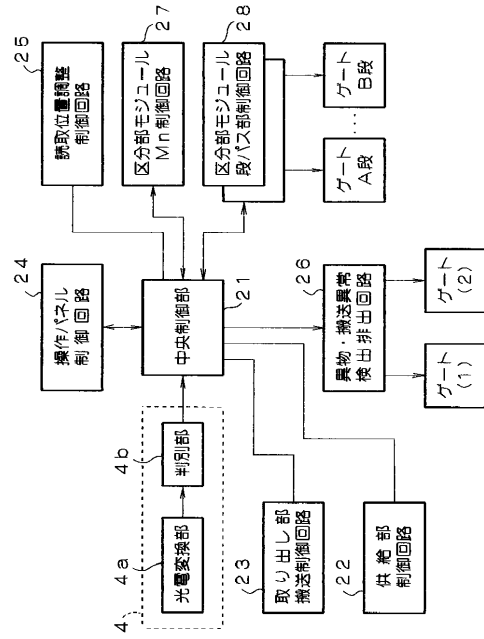 4
4a
光電変換部
4b
判別部
24
操作パネル
制御回路
25
読取位置調整
制御回路
21
中央制御部
27
区分部モジュール
Mn制御回路
28
区分部モジュール
段パス部制御回路
23
取り出し部
搬送制御回路
22
供給部
制御回路
26
異物・搬送異常
検出排出回路
ゲート
(1)
ゲート
(2)
ゲート
A段
...
ゲート
B段